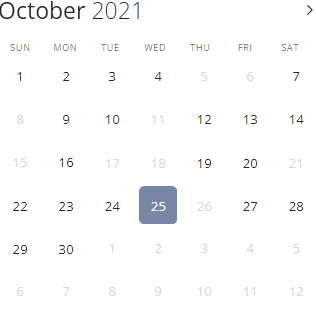 October 2021
SUN MON TUE WED THU FRI SAT
1 2 3 4 5 6 7
8 9 10 11 12 13 14
15 16 17 18 19 20 21
22 23 24 25 26 27 28
29 30 1 2 3 4 5
6 7 8 9 10 11 12